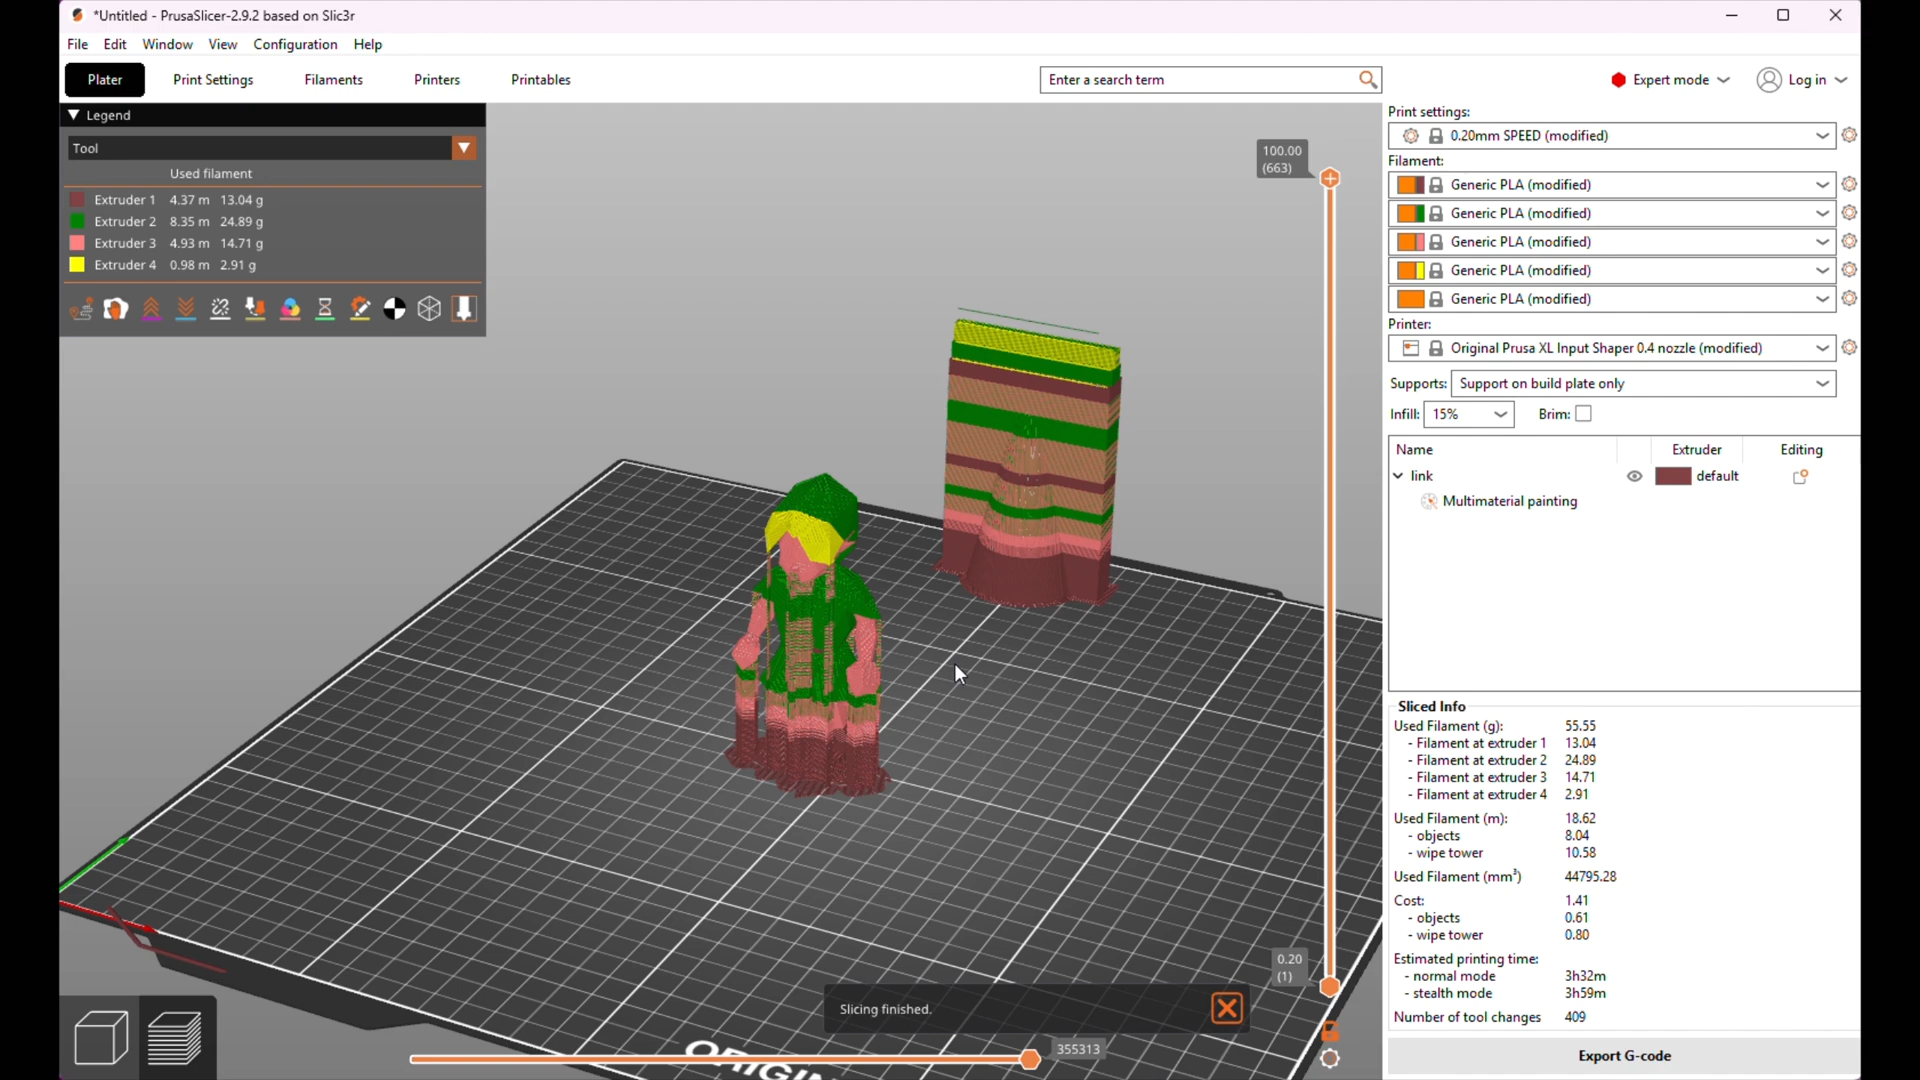 *Untitled - PrusaSlicer-2.9.2 based on Slic3r
File Edit Window View Configuration Help
Plater Print Settings Filaments Printers Printables Enter a search term Expert mode Log in
Legend
Tool
Used filament
Extruder 1 4.37 m 13.04 g
Extruder 2 8.35 m 24.89 g
Extruder 3 4.93 m 14.71 g
Extruder 4 0.98 m 2.91 g
100.00
(663)
0.20
(1)
Slicing finished.
355313
ORIGIN
Print settings:
0.20mm SPEED (modified)
Filament:
Generic PLA (modified)
Generic PLA (modified)
Generic PLA (modified)
Generic PLA (modified)
Generic PLA (modified)
Printer:
Original Prusa XL Input Shaper 0.4 nozzle (modified)
Supports: Support on build plate only
Infill: 15% Brim:
Name Extruder Editing
link default
Multimaterial painting
Sliced Info
Used Filament (g): 55.55
- Filament at extruder 1 13.04
- Filament at extruder 2 24.89
- Filament at extruder 3 14.71
- Filament at extruder 4 2.91
Used Filament (m): 18.62
- objects 8.04
- wipe tower 10.58
Used Filament (mm³) 44795.28
Cost: 1.41
- objects 0.61
- wipe tower 0.80
Estimated printing time:
- normal mode 3h32m
- stealth mode 3h59m
Number of tool changes 409
Export G-code